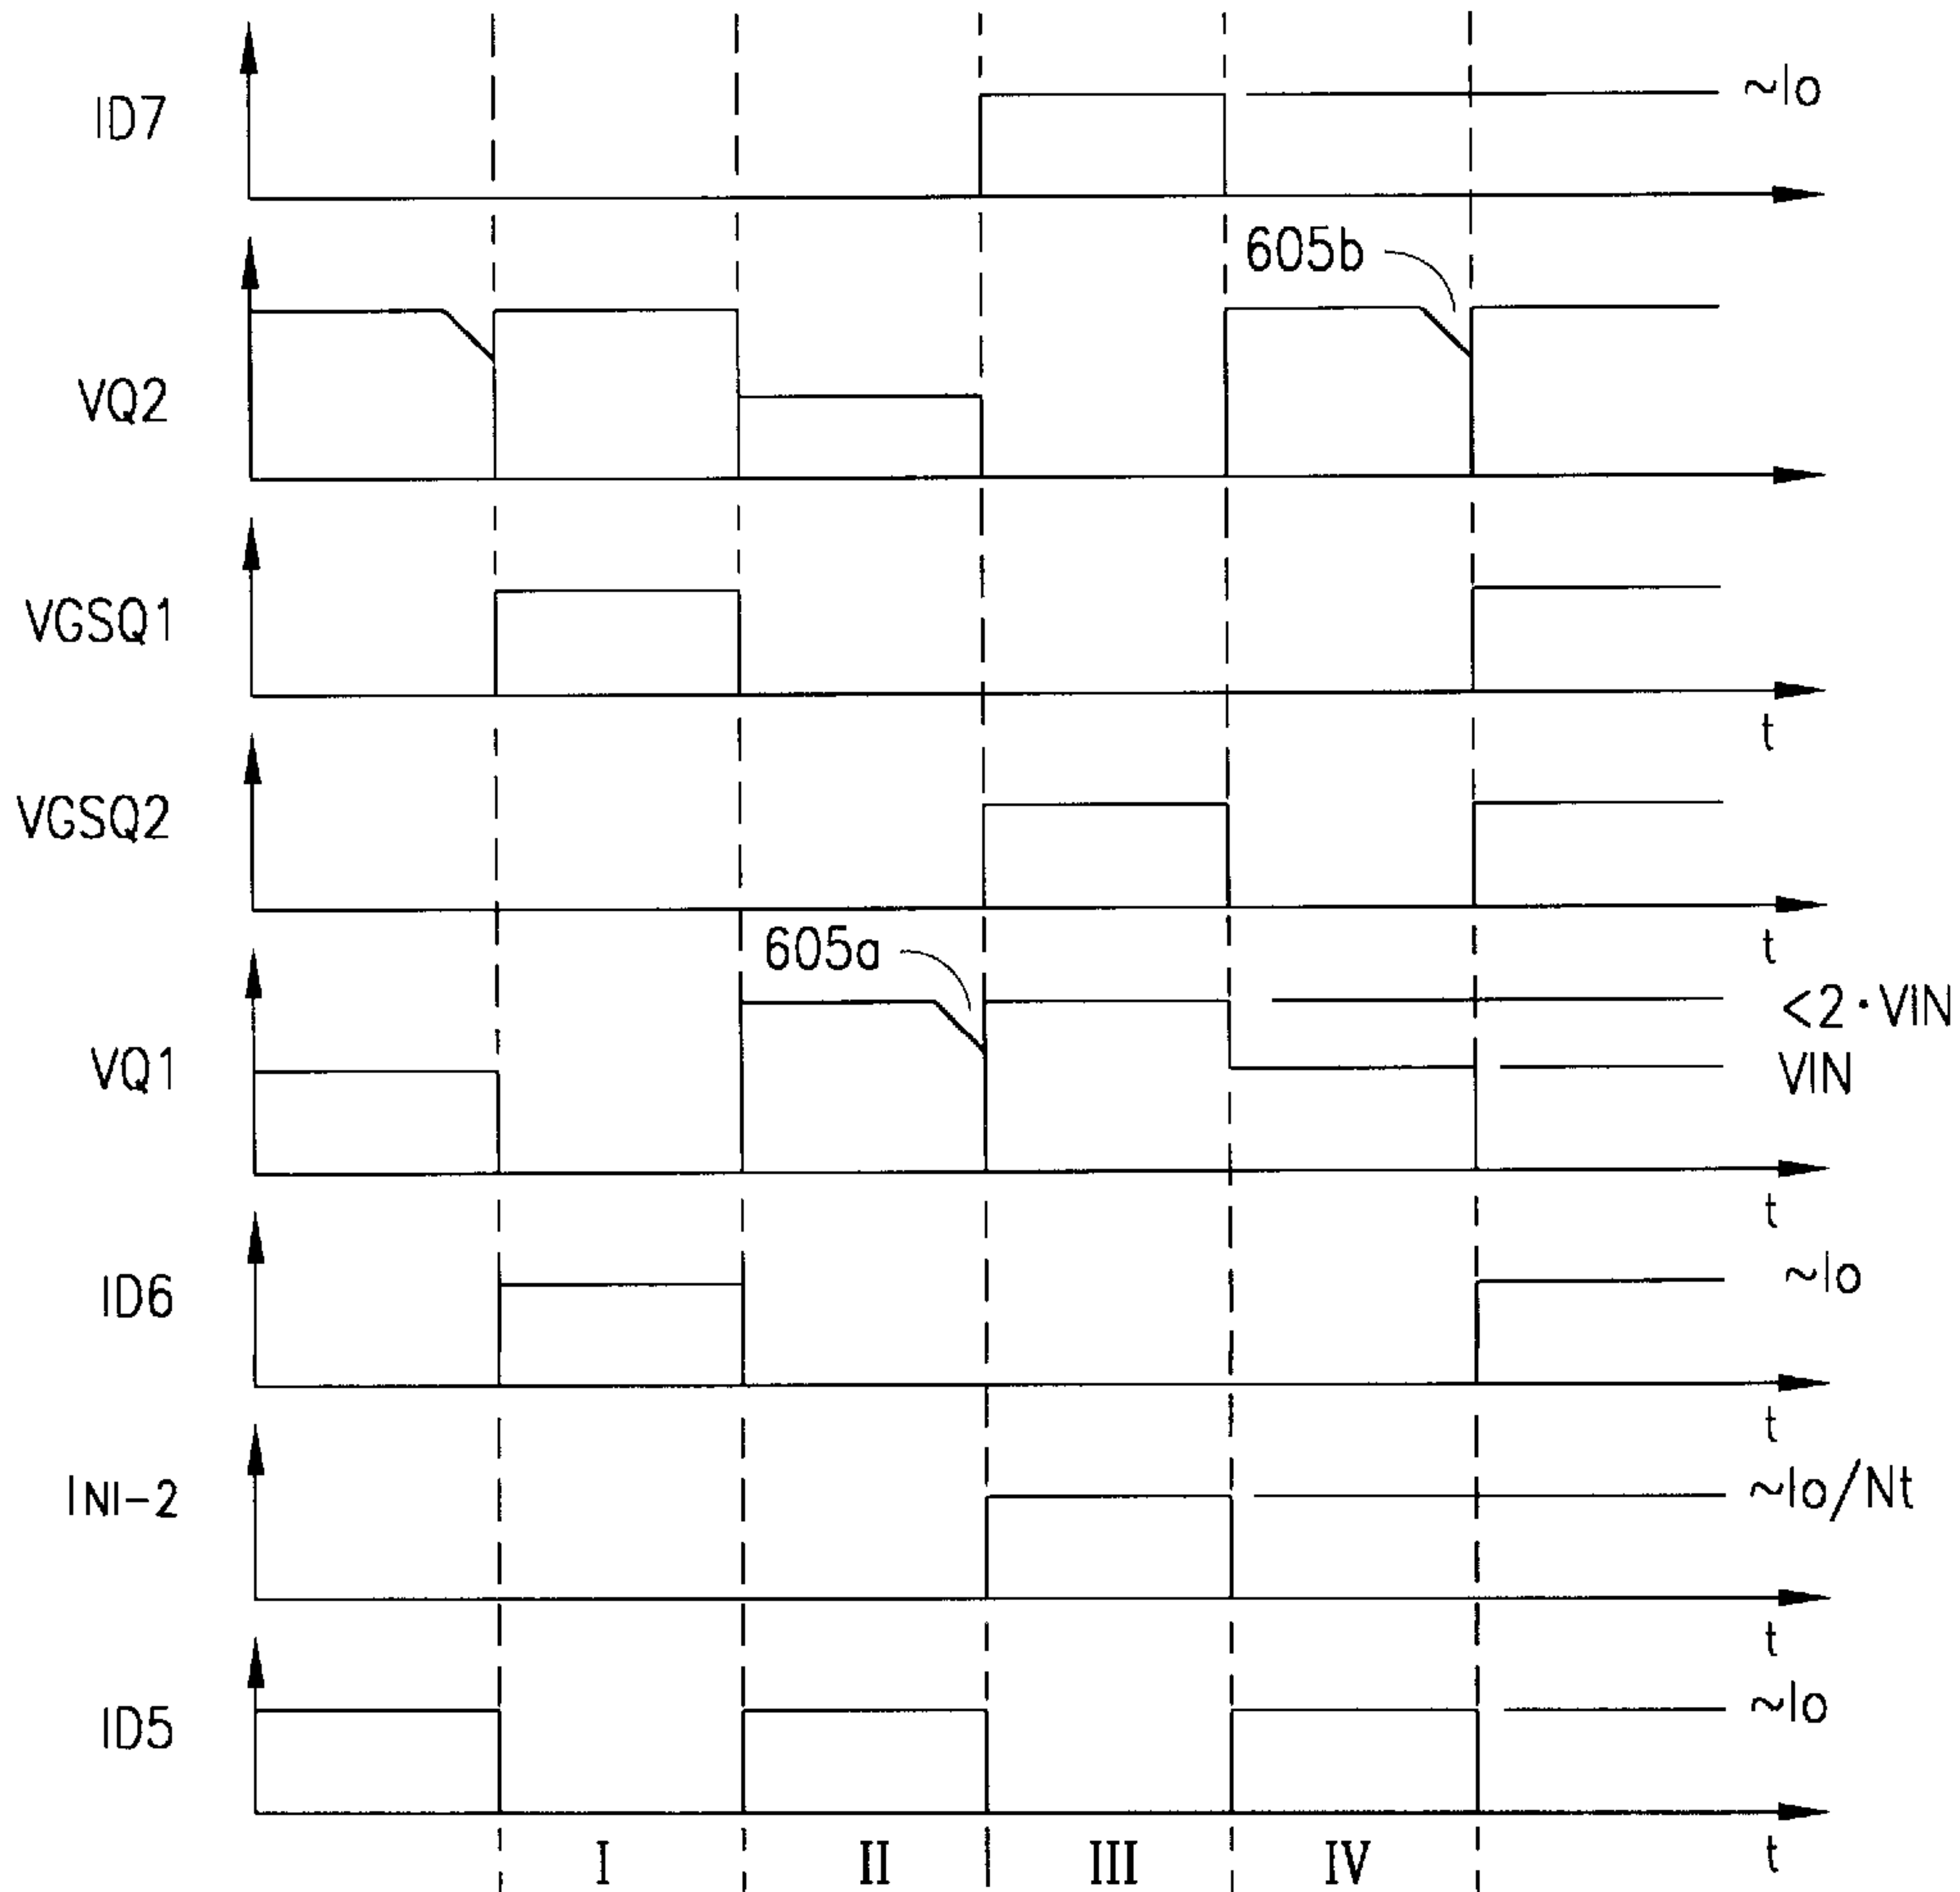 ID7
~Io
605b
VQ2
VGSQ1
t
VGSQ2
t
605a
<2·VIN
VQ1
VIN
t
ID6
~Io
t
INI-2
~Io/Nt
t
ID5
~Io
t
I II III IV